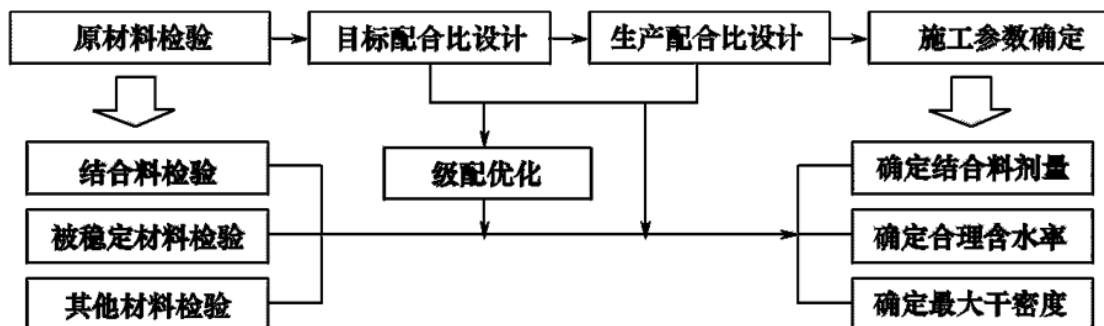 原材料检验
目标配合比设计
生产配合比设计
施工参数确定
结合料检验
级配优化
确定结合料剂量
被稳定材料检验
确定合理含水率
其他材料检验
确定最大干密度